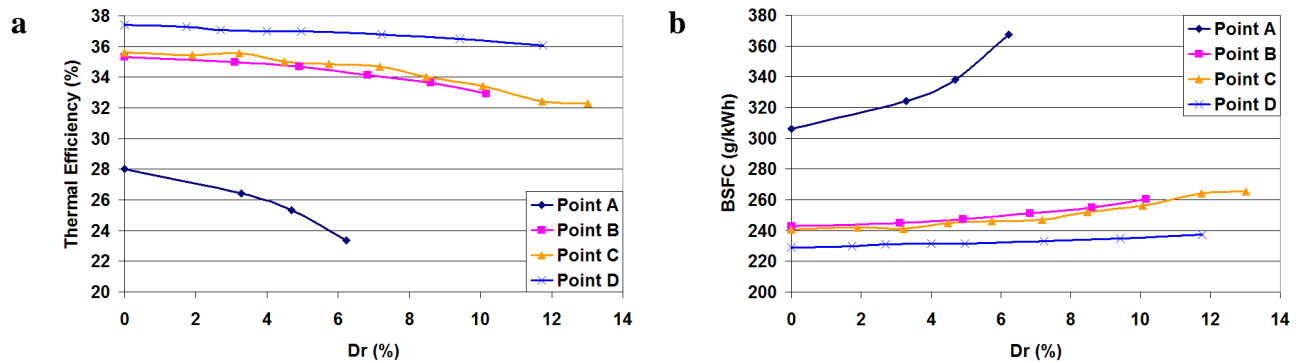 a
Thermal Efficiency (%)
38
36
34
32
30
28
26
24
22
20
0 2 4 6 8 10 12 14
Dr (%)
Point A
Point B
Point C
Point D
b
BSFC (g/kWh)
380
360
340
320
300
280
260
240
220
200
0 2 4 6 8 10 12 14
Dr (%)
Point A
Point B
Point C
Point D